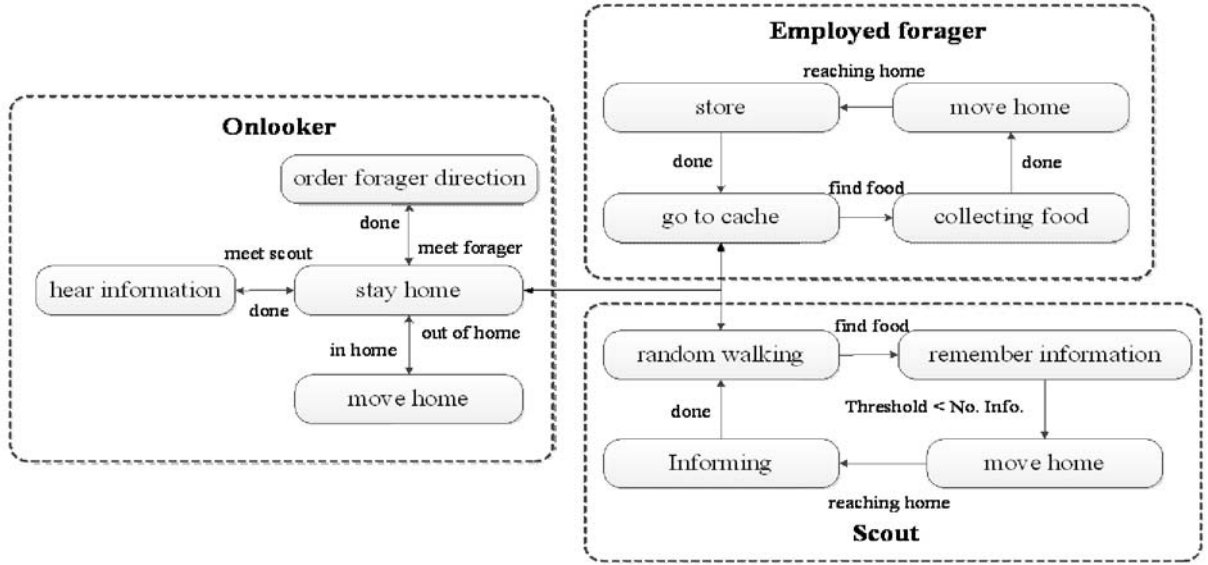 Employed forager
reaching home
store
move home
done
done
find food
go to cache
collecting food
Onlooker
order forager direction
done
meet forager
meet scout
hear information
stay home
done
out of home
in home
move home
find food
random walking
remember information
done
Threshold < No. Info.
Informing
move home
reaching home
Scout